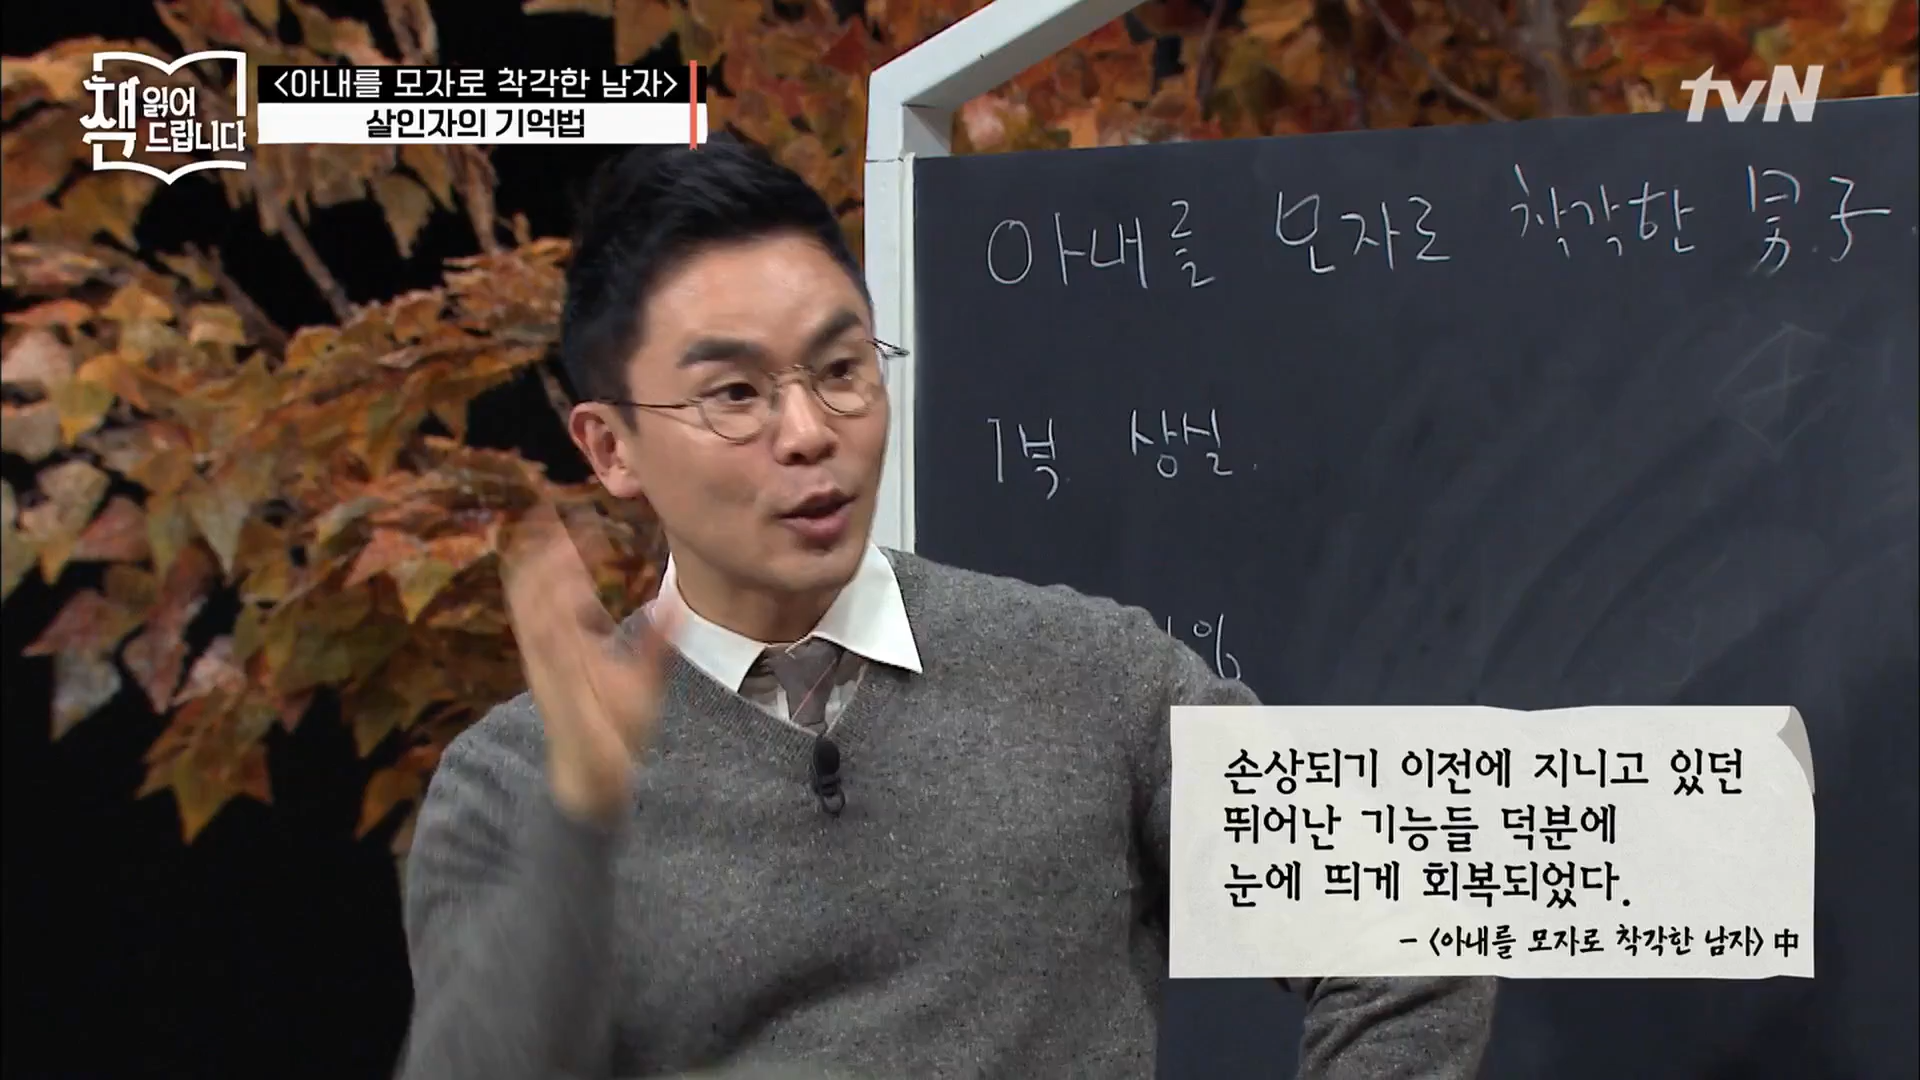 책 읽어
드립니다
<아내를 모자로 착각한 남자>
살인자의 기억법
tvN
아내를 모자로 착각한 男子.
1부. 상실.
손상되기 이전에 지니고 있던
뛰어난 기능들 덕분에
눈에 띄게 회복되었다.
- <아내를 모자로 착각한 남자> 中